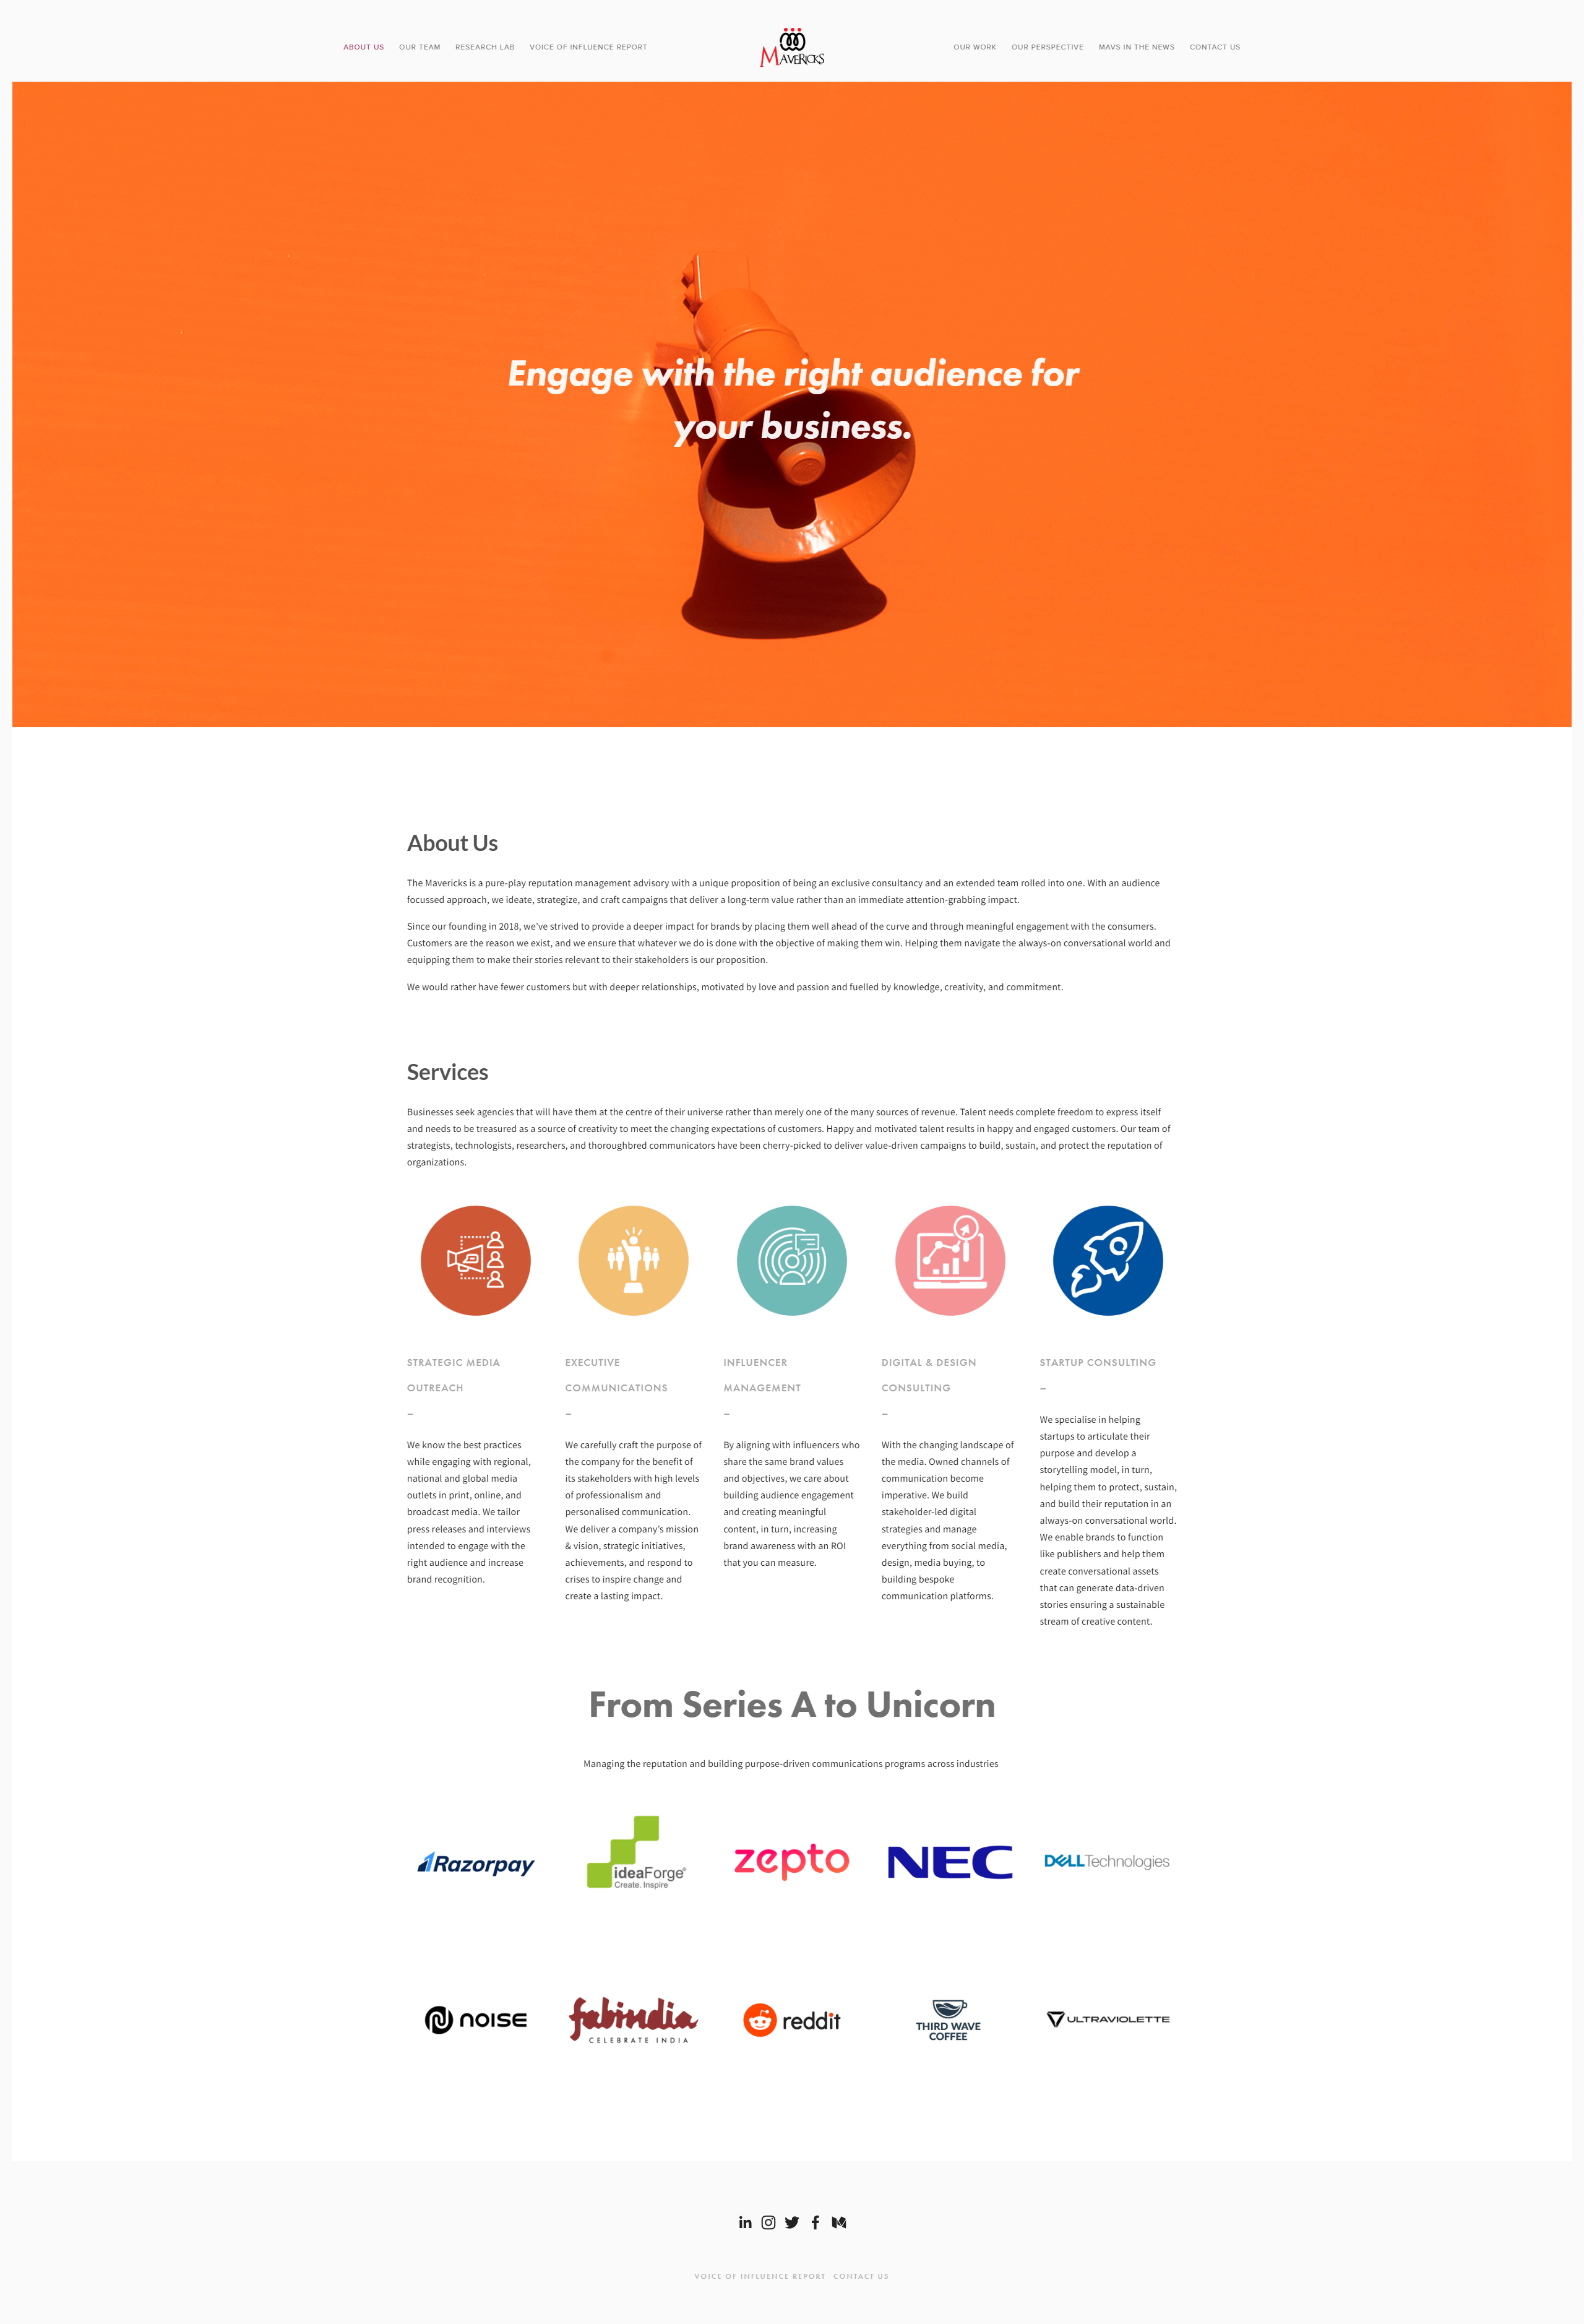 ABOUT US OUR TEAM RESEARCH LAB VOICE OF INFLUENCE REPORT
MAVERICKS
OUR WORK OUR PERSPECTIVE MAVS IN THE NEWS CONTACT US
Engage with the right audience for
your business.
About Us
The Mavericks is a pure-play reputation management advisory with a unique proposition of being an exclusive consultancy and an extended team rolled into one. With an audience
focussed approach, we ideate, strategize, and craft campaigns that deliver a long-term value rather than an immediate attention-grabbing impact.
Since our founding in 2018, we've strived to provide a deeper impact for brands by placing them well ahead of the curve and through meaningful engagement with the consumers.
Customers are the reason we exist, and we ensure that whatever we do is done with the objective of making them win. Helping them navigate the always-on conversational world and
equipping them to make their stories relevant to their stakeholders is our proposition.
We would rather have fewer customers but with deeper relationships, motivated by love and passion and fuelled by knowledge, creativity, and commitment.
Services
Businesses seek agencies that will have them at the centre of their universe rather than merely one of the many sources of revenue. Talent needs complete freedom to express itself
and needs to be treasured as a source of creativity to meet the changing expectations of customers. Happy and motivated talent results in happy and engaged customers. Our team of
strategists, technologists, researchers, and thoroughbred communicators have been cherry-picked to deliver value-driven campaigns to build, sustain, and protect the reputation of
organizations.
STRATEGIC MEDIA
OUTREACH
–
We know the best practices
while engaging with regional,
national and global media
outlets in print, online, and
broadcast media. We tailor
press releases and interviews
intended to engage with the
right audience and increase
brand recognition.
EXECUTIVE
COMMUNICATIONS
–
We carefully craft the purpose of
the company for the benefit of
its stakeholders with high levels
of professionalism and
personalised communication.
We deliver a company's mission
& vision, strategic initiatives,
achievements, and respond to
crises to inspire change and
create a lasting impact.
INFLUENCER
MANAGEMENT
–
By aligning with influencers who
share the same brand values
and objectives, we care about
building audience engagement
and creating meaningful
content, in turn, increasing
brand awareness with an ROI
that you can measure.
DIGITAL & DESIGN
CONSULTING
–
With the changing landscape of
the media. Owned channels of
communication become
imperative. We build
stakeholder-led digital
strategies and manage
everything from social media,
design, media buying, to
building bespoke
communication platforms.
STARTUP CONSULTING
–
We specialise in helping
startups to articulate their
purpose and develop a
storytelling model, in turn,
helping them to protect, sustain,
and build their reputation in an
always-on conversational world.
We enable brands to function
like publishers and help them
create conversational assets
that can generate data-driven
stories ensuring a sustainable
stream of creative content.
From Series A to Unicorn
Managing the reputation and building purpose-driven communications programs across industries
Razorpay
ideaForge®
Create. Inspire
zepto
NEC
DELL Technologies
NOISE
fabindia
CELEBRATE INDIA
reddit
THIRD WAVE
COFFEE
ULTRAVIOLETTE
VOICE OF INFLUENCE REPORT CONTACT US